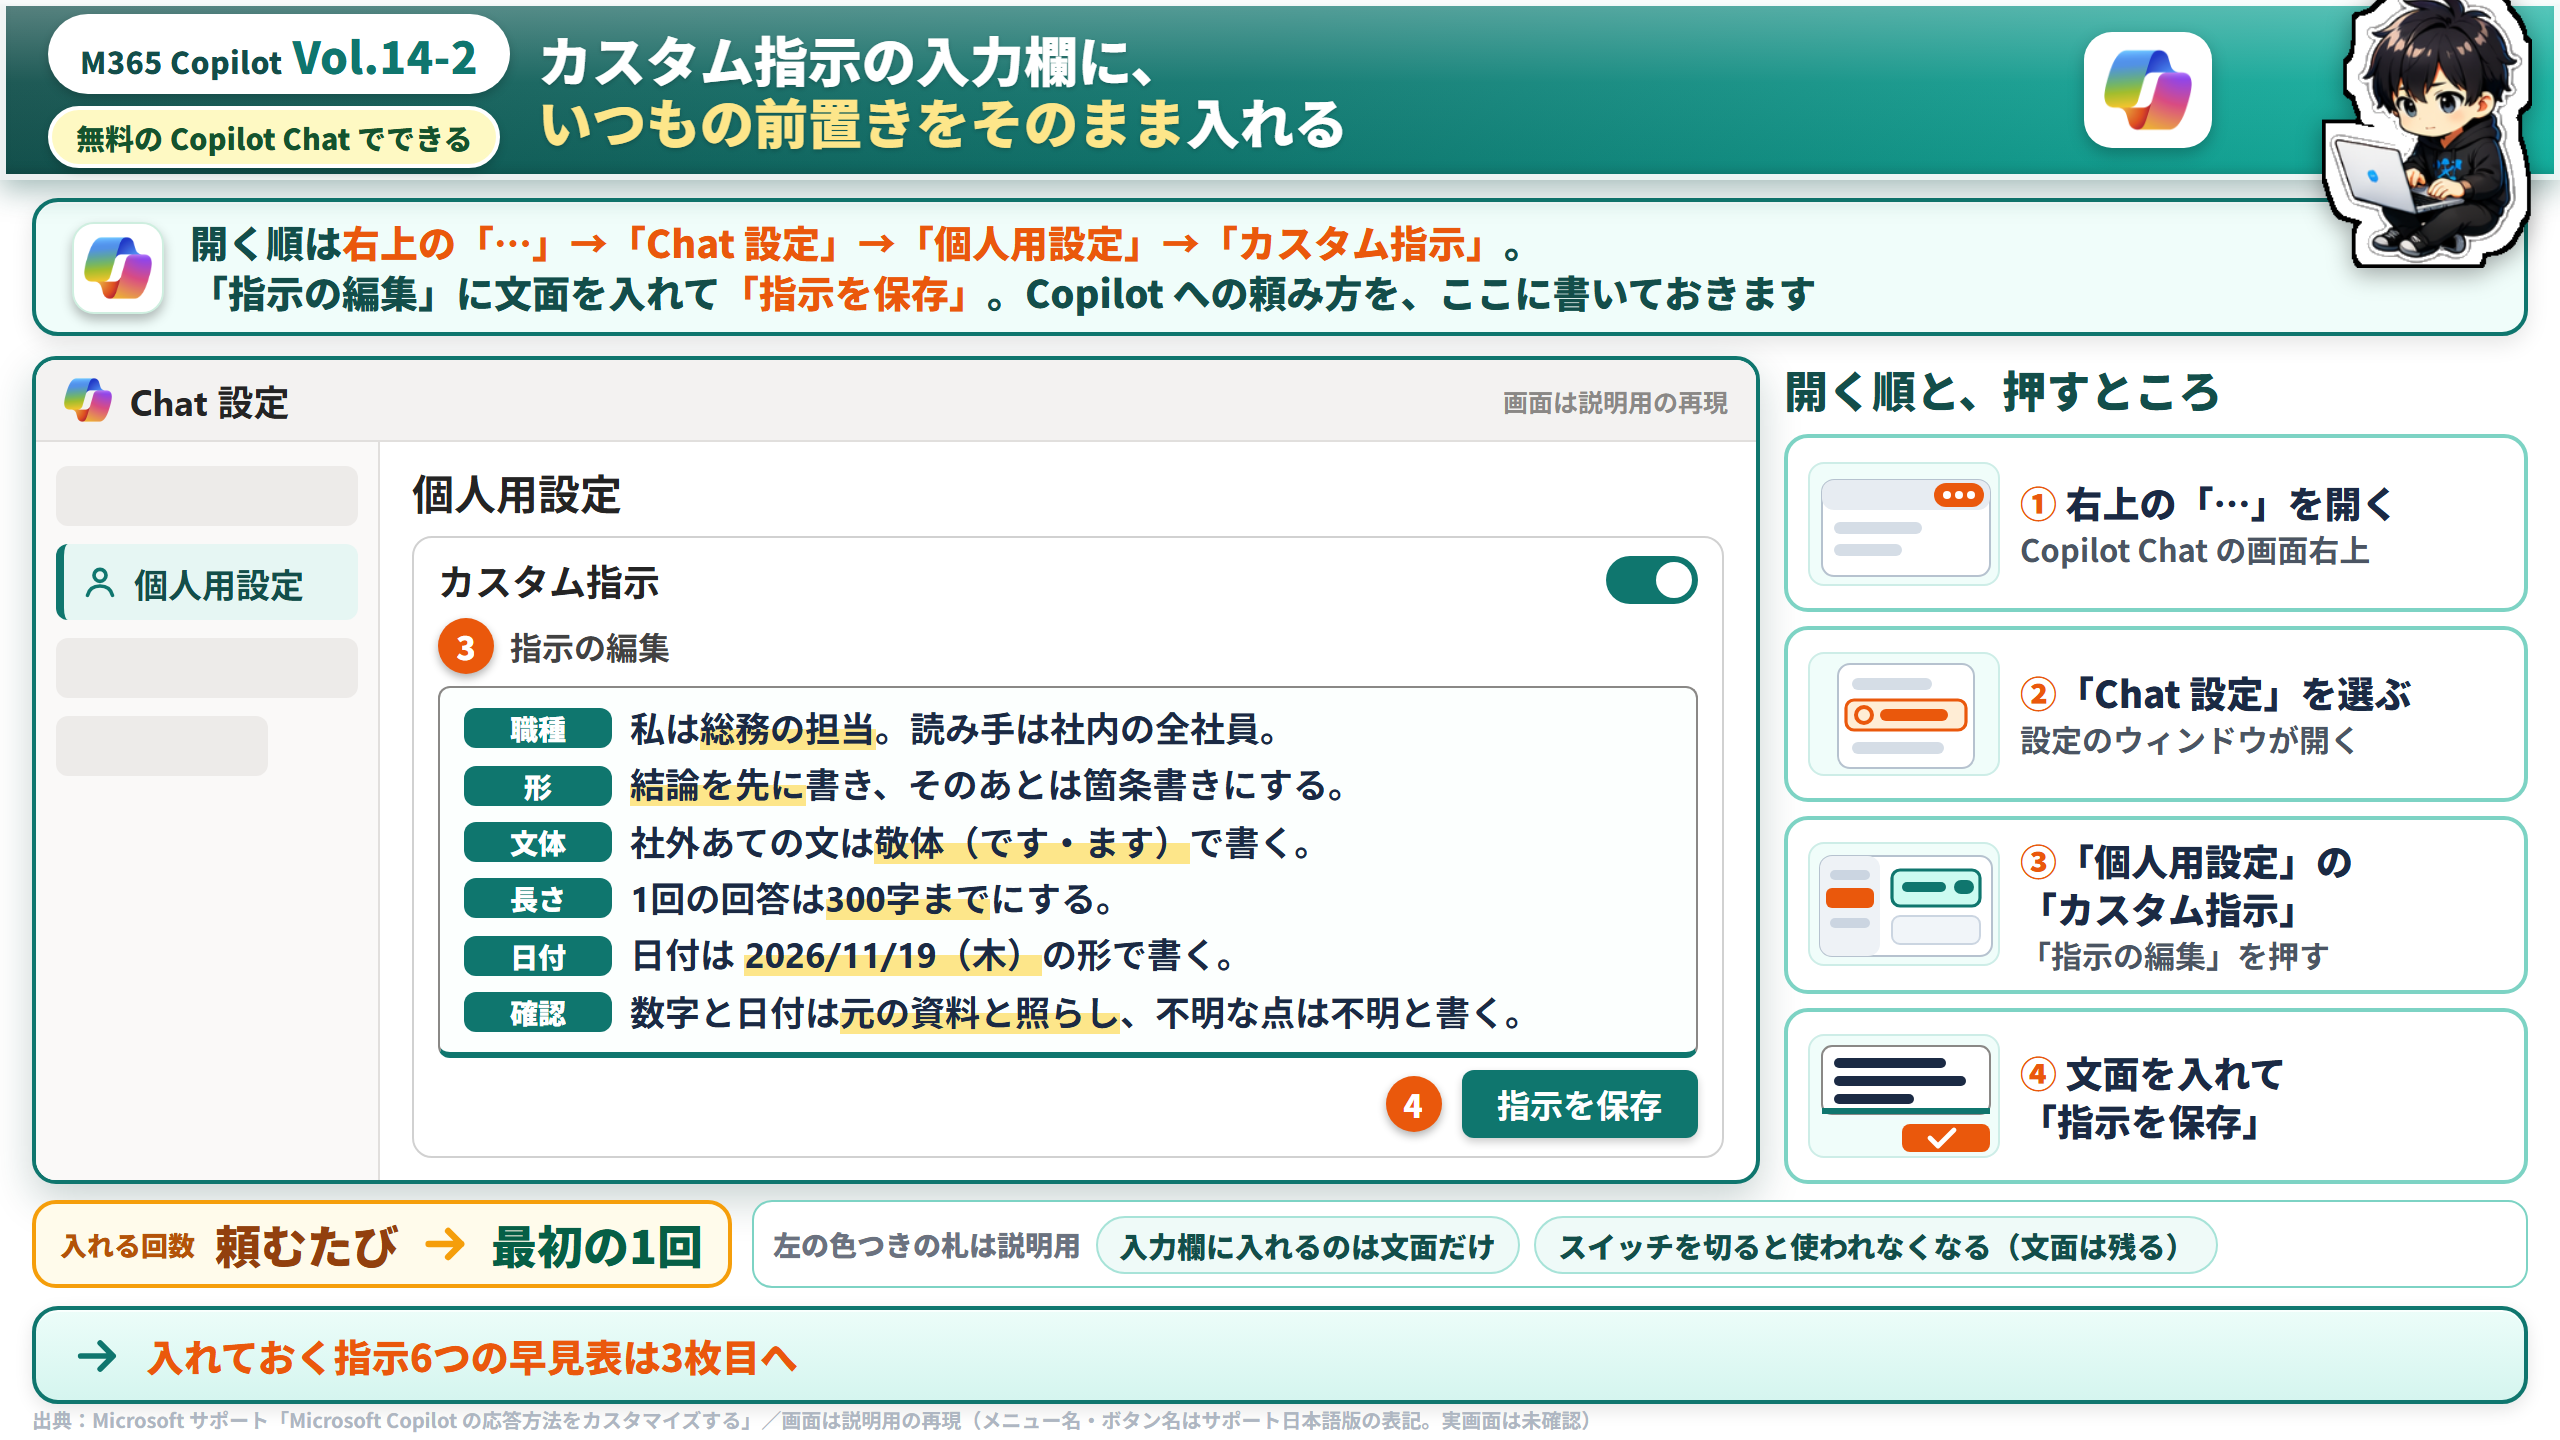 M365 Copilot Vol.14-2
無料の Copilot Chat でできる
カスタム指示の入力欄に、
いつもの前置きをそのまま入れる
開く順は右上の「…」→「Chat 設定」→「個人用設定」→「カスタム指示」。
「指示の編集」に文面を入れて「指示を保存」。Copilot への頼み方を、ここに書いておきます
Chat 設定
画面は説明用の再現
個人用設定
個人用設定
カスタム指示
3 指示の編集
職種 私は総務の担当。読み手は社内の全社員。
形 結論を先に書き、そのあとは箇条書きにする。
文体 社外あての文は敬体（です・ます）で書く。
長さ 1回の回答は300字までにする。
日付 日付は 2026/11/19（木）の形で書く。
確認 数字と日付は元の資料と照らし、不明な点は不明と書く。
4 指示を保存
開く順と、押すところ
① 右上の「…」を開く
Copilot Chat の画面右上
②「Chat 設定」を選ぶ
設定のウィンドウが開く
③「個人用設定」の
「カスタム指示」
「指示の編集」を押す
④ 文面を入れて
「指示を保存」
入れる回数 頼むたび → 最初の1回
左の色つきの札は説明用 入力欄に入れるのは文面だけ スイッチを切ると使われなくなる（文面は残る）
→ 入れておく指示6つの早見表は3枚目へ
出典：Microsoft サポート「Microsoft Copilot の応答方法をカスタマイズする」／画面は説明用の再現（メニュー名・ボタン名はサポート日本語版の表記。実画面は未確認）